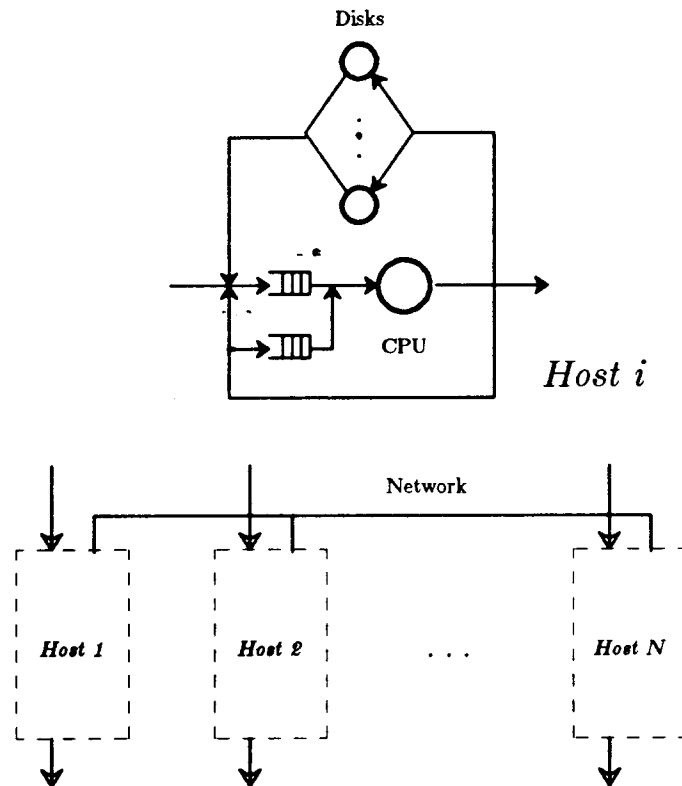 Disks
CPU
Host i
Network
Host 1
Host 2
. . .
Host N